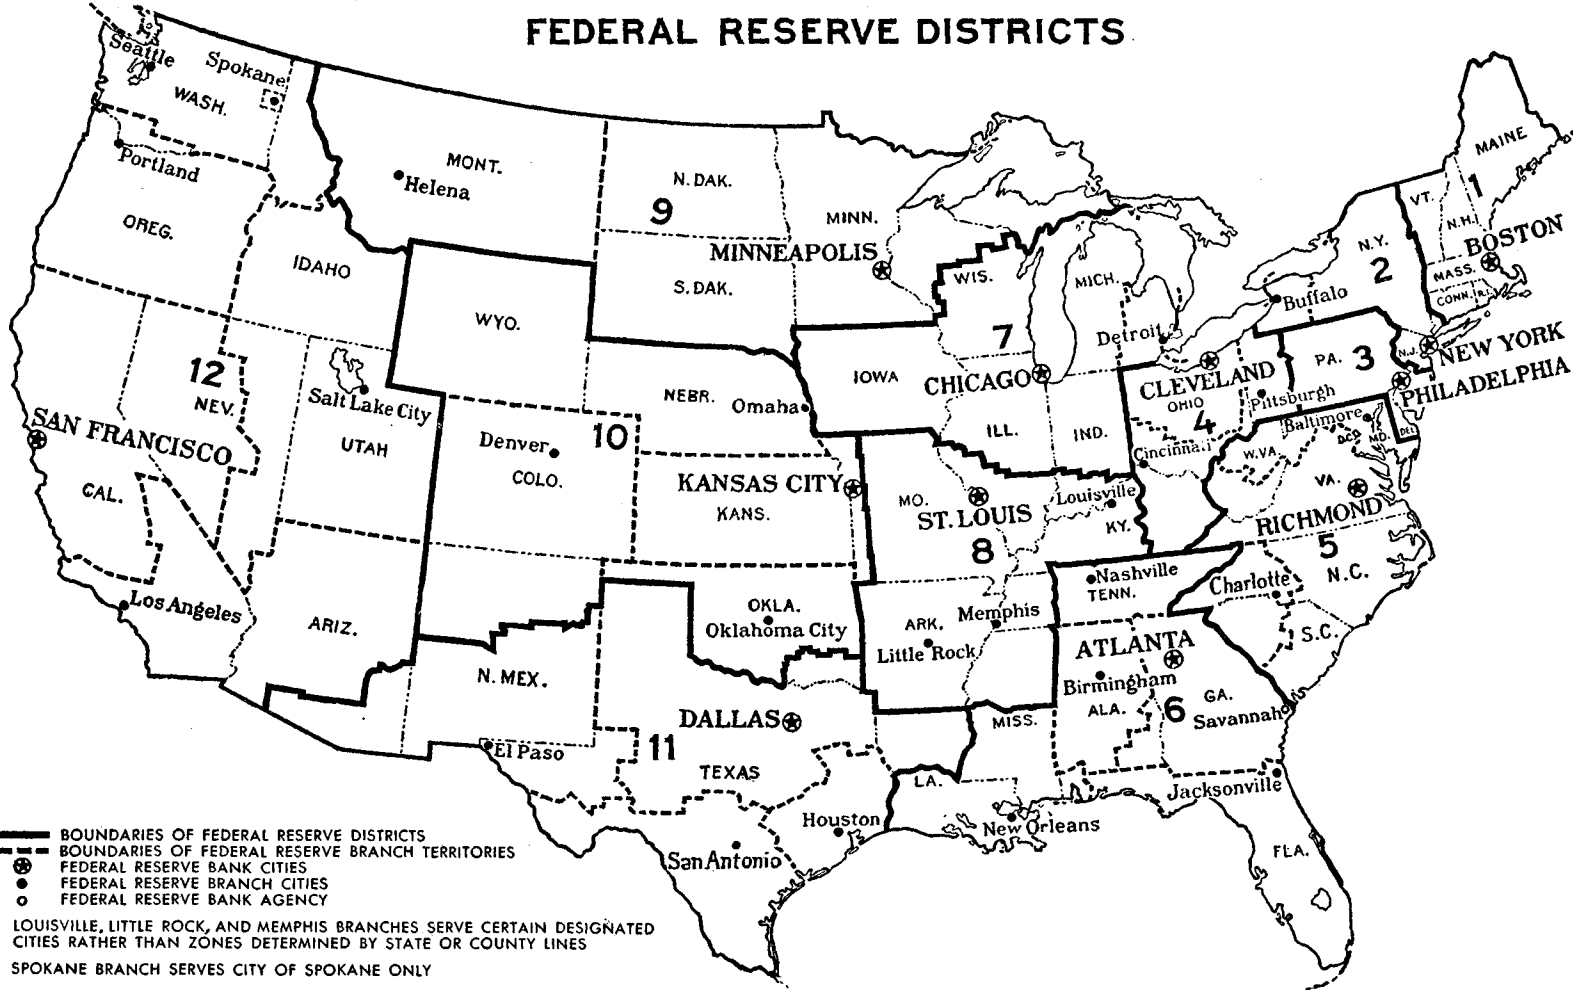 FEDERAL RESERVE DISTRICTS
Seattle
Spokane
WASH.
Portland
OREG.
MONT.
Helena
IDAHO
N. DAK.
9
MINN.
MINNEAPOLIS
S. DAK.
WYO.
WIS.
MICH.
7
Detroit
IOWA
CHICAGO
MAINE
VT.
1
N.H.
BOSTON
N.Y.
2
MASS.
CONN.
R.I.
Buffalo
NEW YORK
N.J.
PA.
3
PHILADELPHIA
CLEVELAND
OHIO
4
Pittsburgh
Cincinnati
Baltimore
D.C.
MD.
DEL.
W. VA.
VA.
RICHMOND
5
N.C.
Charlotte
S.C.
12
NEV.
SAN FRANCISCO
CAL.
Salt Lake City
UTAH
Los Angeles
ARIZ.
NEBR.
Omaha
10
Denver
COLO.
KANSAS CITY
KANS.
MO.
ST. LOUIS
8
ILL.
IND.
Louisville
KY.
Nashville
TENN.
Memphis
ARK.
Little Rock
OKLA.
Oklahoma City
N. MEX.
El Paso
DALLAS
11
TEXAS
Houston
San Antonio
LA.
New Orleans
MISS.
ATLANTA
Birmingham
ALA.
6
GA.
Savannah
Jacksonville
FLA.
BOUNDARIES OF FEDERAL RESERVE DISTRICTS
BOUNDARIES OF FEDERAL RESERVE BRANCH TERRITORIES
FEDERAL RESERVE BANK CITIES
FEDERAL RESERVE BRANCH CITIES
FEDERAL RESERVE BANK AGENCY
LOUISVILLE, LITTLE ROCK, AND MEMPHIS BRANCHES SERVE CERTAIN DESIGNATED
CITIES RATHER THAN ZONES DETERMINED BY STATE OR COUNTY LINES
SPOKANE BRANCH SERVES CITY OF SPOKANE ONLY